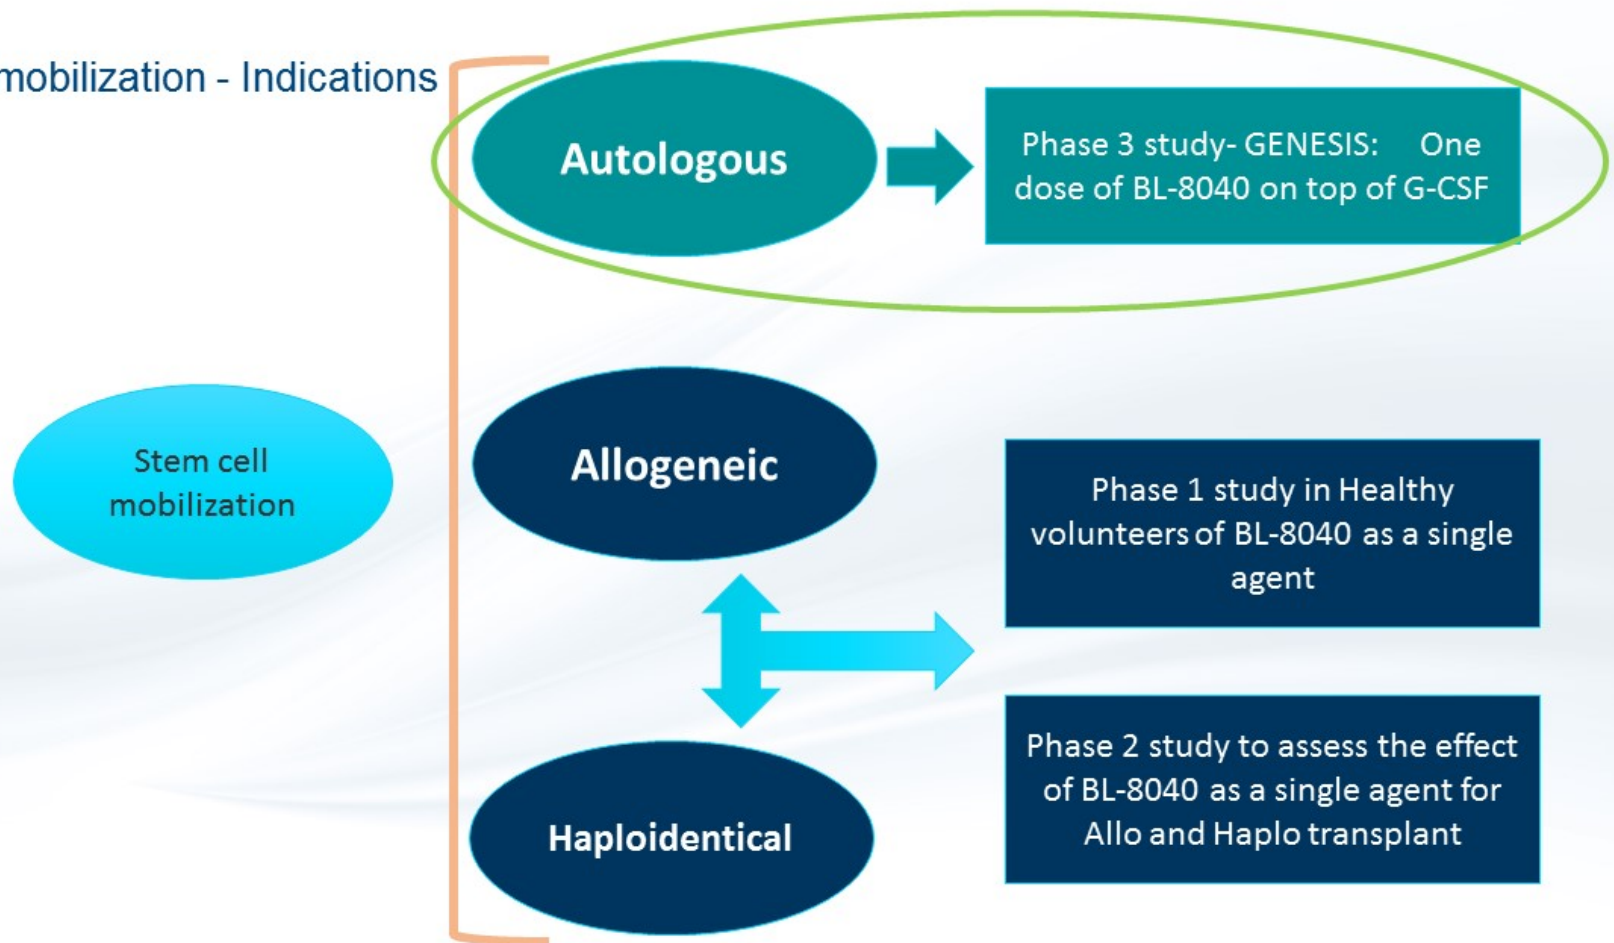 mobilization - Indications
Autologous
Phase 3 study- GENESIS: One
dose of BL-8040 on top of G-CSF
Stem cell
mobilization
Allogeneic
Phase 1 study in Healthy
volunteers of BL-8040 as a single
agent
Haploidentical
Phase 2 study to assess the effect
of BL-8040 as a single agent for
Allo and Haplo transplant